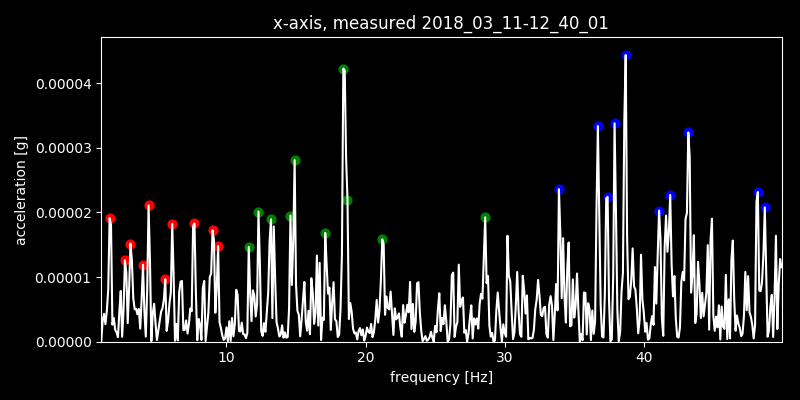 x-axis, measured 2018_03_11-12_40_01
0.00004
0.00003
0.00002
0.00001
0.00000
acceleration [g]
10 20 30 40
frequency [Hz]